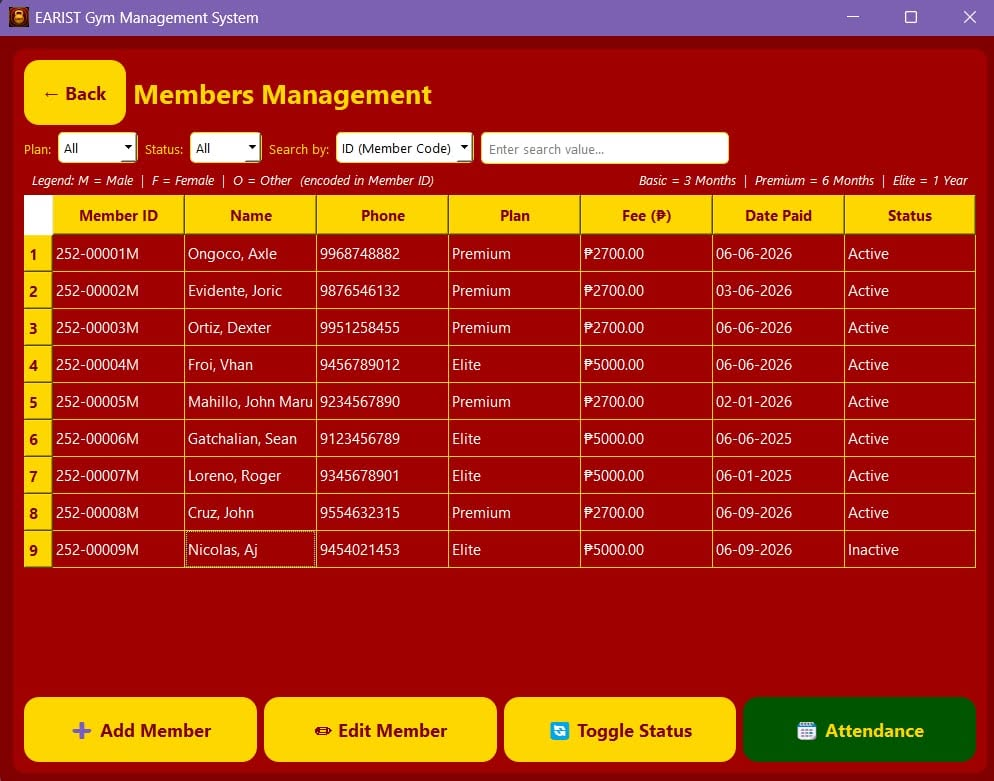 EARIST Gym Management System
← Back
Members Management
Plan: All Status: All Search by: ID (Member Code) Enter search value...
Legend: M = Male | F = Female | O = Other (encoded in Member ID) Basic = 3 Months | Premium = 6 Months | Elite = 1 Year
Member ID Name Phone Plan Fee (₱) Date Paid Status
1 252-00001M Ongoco, Axle 9968748882 Premium ₱2700.00 06-06-2026 Active
2 252-00002M Evidente, Joric 9876546132 Premium ₱2700.00 03-06-2026 Active
3 252-00003M Ortiz, Dexter 9951258455 Premium ₱2700.00 06-06-2026 Active
4 252-00004M Froi, Vhan 9456789012 Elite ₱5000.00 06-06-2026 Active
5 252-00005M Mahillo, John Maru 9234567890 Premium ₱2700.00 02-01-2026 Active
6 252-00006M Gatchalian, Sean 9123456789 Elite ₱5000.00 06-06-2025 Active
7 252-00007M Loreno, Roger 9345678901 Elite ₱5000.00 06-01-2025 Active
8 252-00008M Cruz, John 9554632315 Premium ₱2700.00 06-09-2026 Active
9 252-00009M Nicolas, Aj 9454021453 Elite ₱5000.00 06-09-2026 Inactive
➕ Add Member ✏ Edit Member 🔄 Toggle Status 📅 Attendance